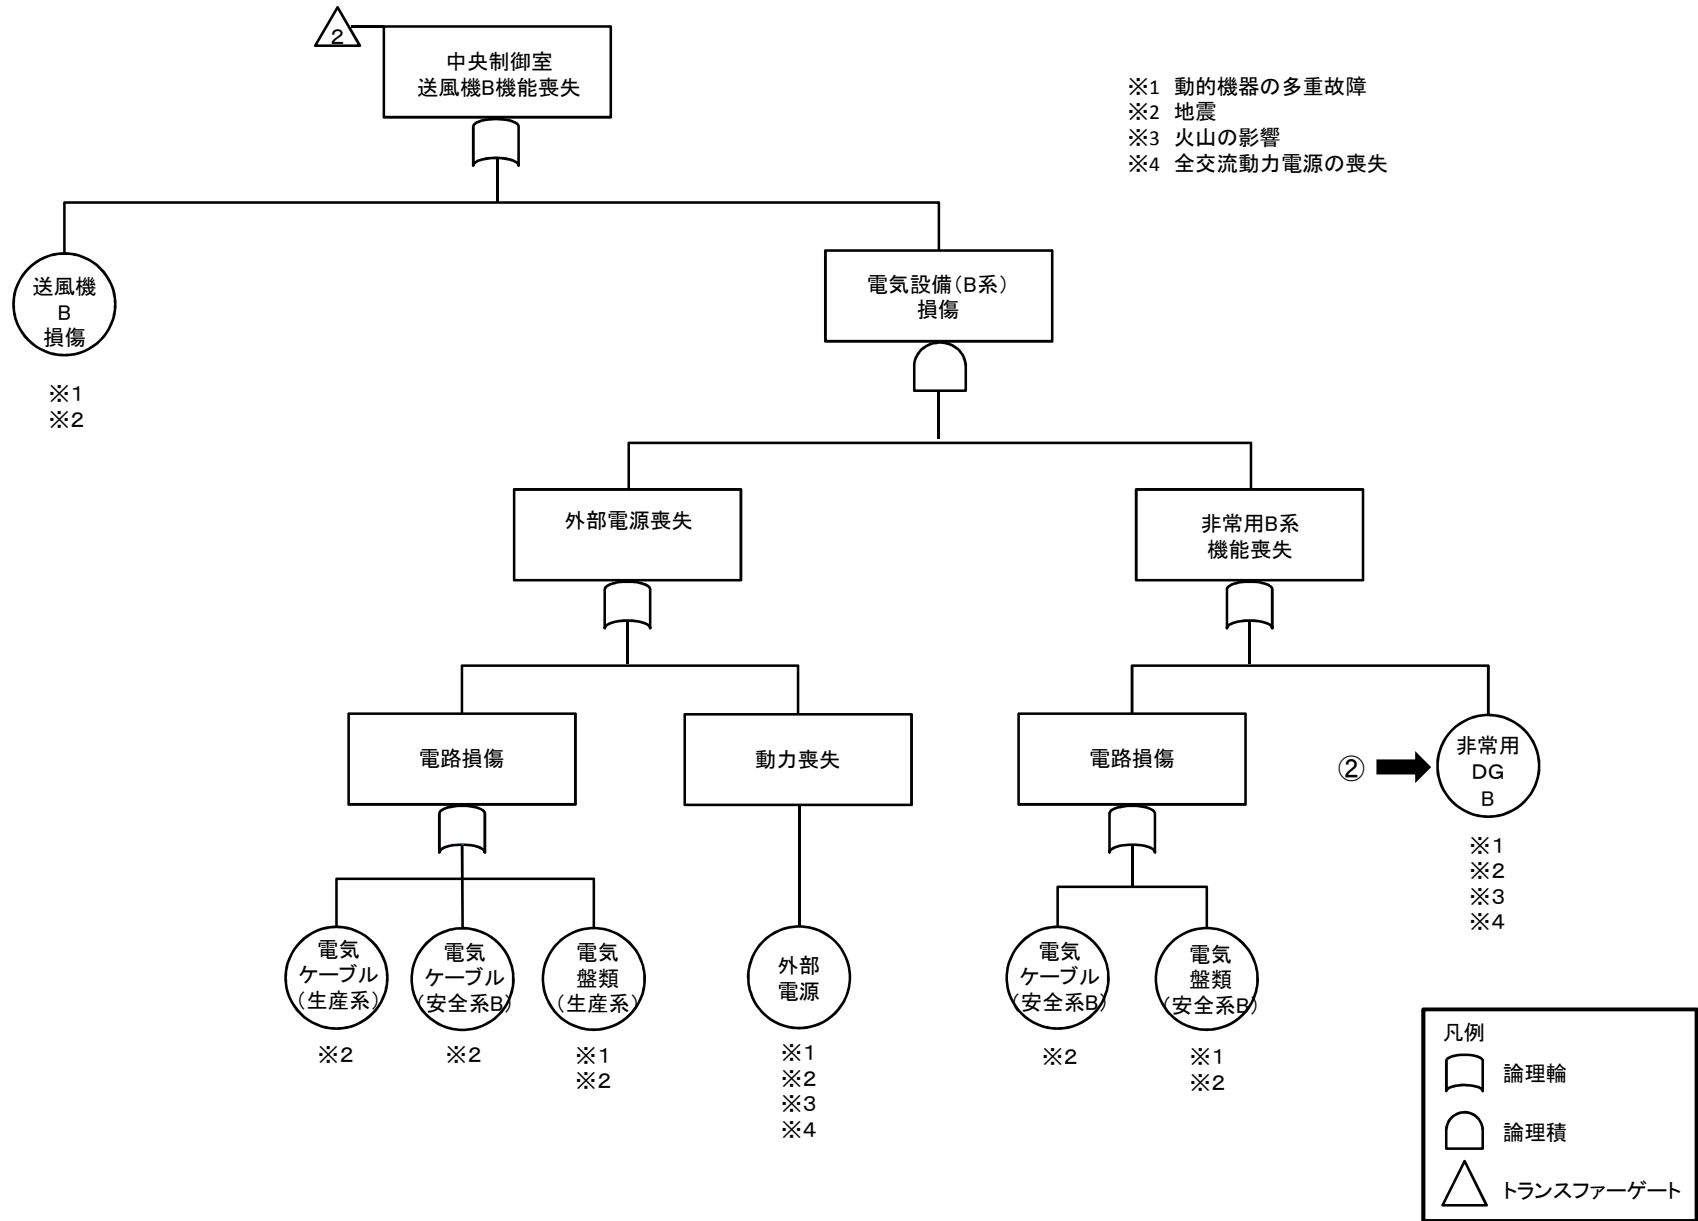 2
中央制御室
送風機B機能喪失
※1 動的機器の多重故障
※2 地震
※3 火山の影響
※4 全交流動力電源の喪失
送風機
B
損傷
※1
※2
電気設備(B系)
損傷
外部電源喪失
非常用B系
機能喪失
電路損傷
動力喪失
電路損傷
②
非常用
DG
B
※1
※2
※3
※4
電気
ケーブル
(生産系)
※2
電気
ケーブル
(安全系B)
※2
電気
盤類
(生産系)
※1
※2
外部
電源
※1
※2
※3
※4
電気
ケーブル
(安全系B)
※2
電気
盤類
(安全系B)
※1
※2
凡例
論理輪
論理積
トランスファーゲート